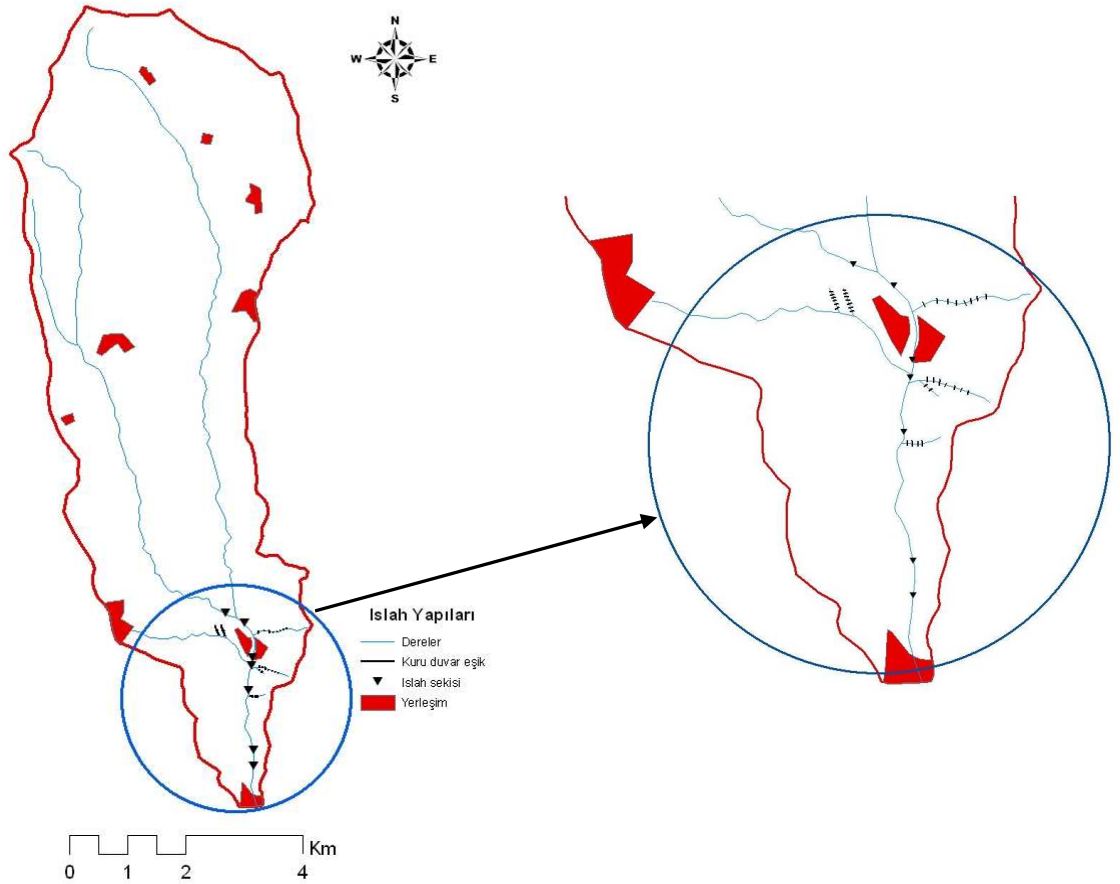 N
W E
S
Islah Yapıları
Dereler
Kuru duvar eşik
Islah sekisi
Yerleşim
Km
0 1 2 4